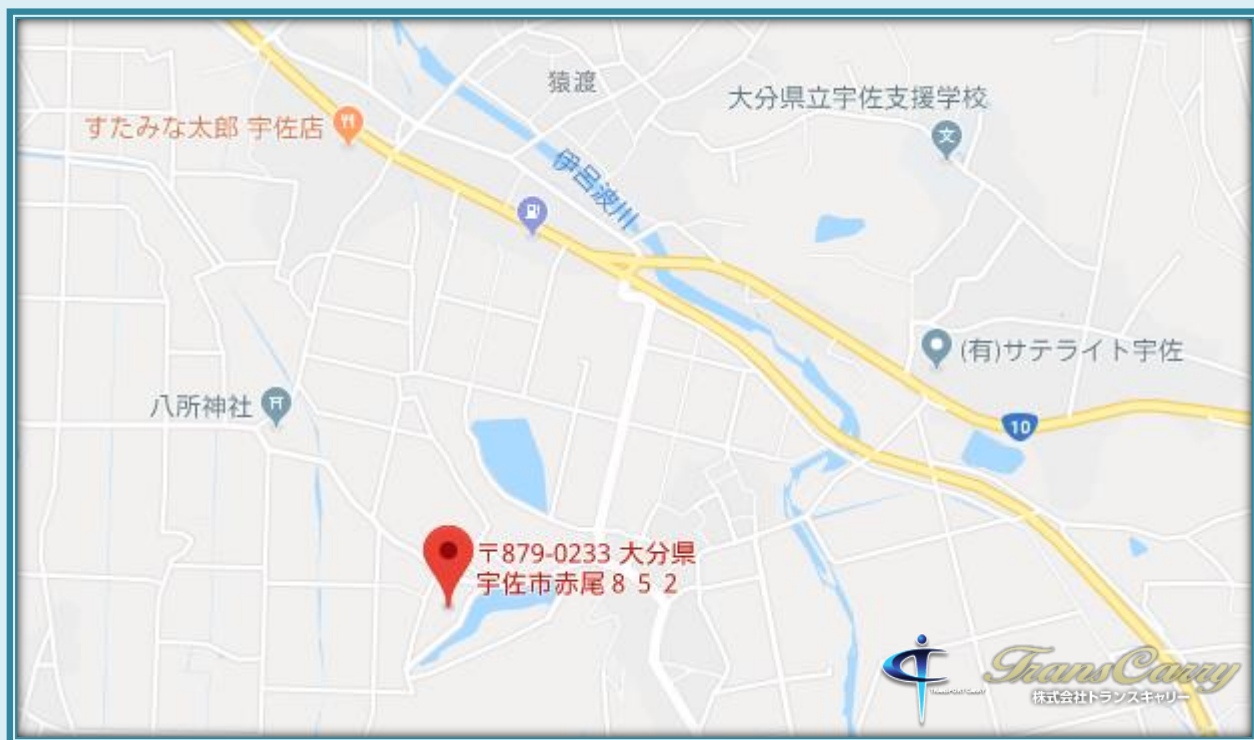 猿渡
大分県立宇佐支援学校
すたみな太郎 宇佐店
文
伊呂波川
(有)サテライト宇佐
八所神社
10
〒879-0233 大分県
宇佐市赤尾８５２
TransCarry
TRANSPORT CARRY
株式会社トランスキャリー